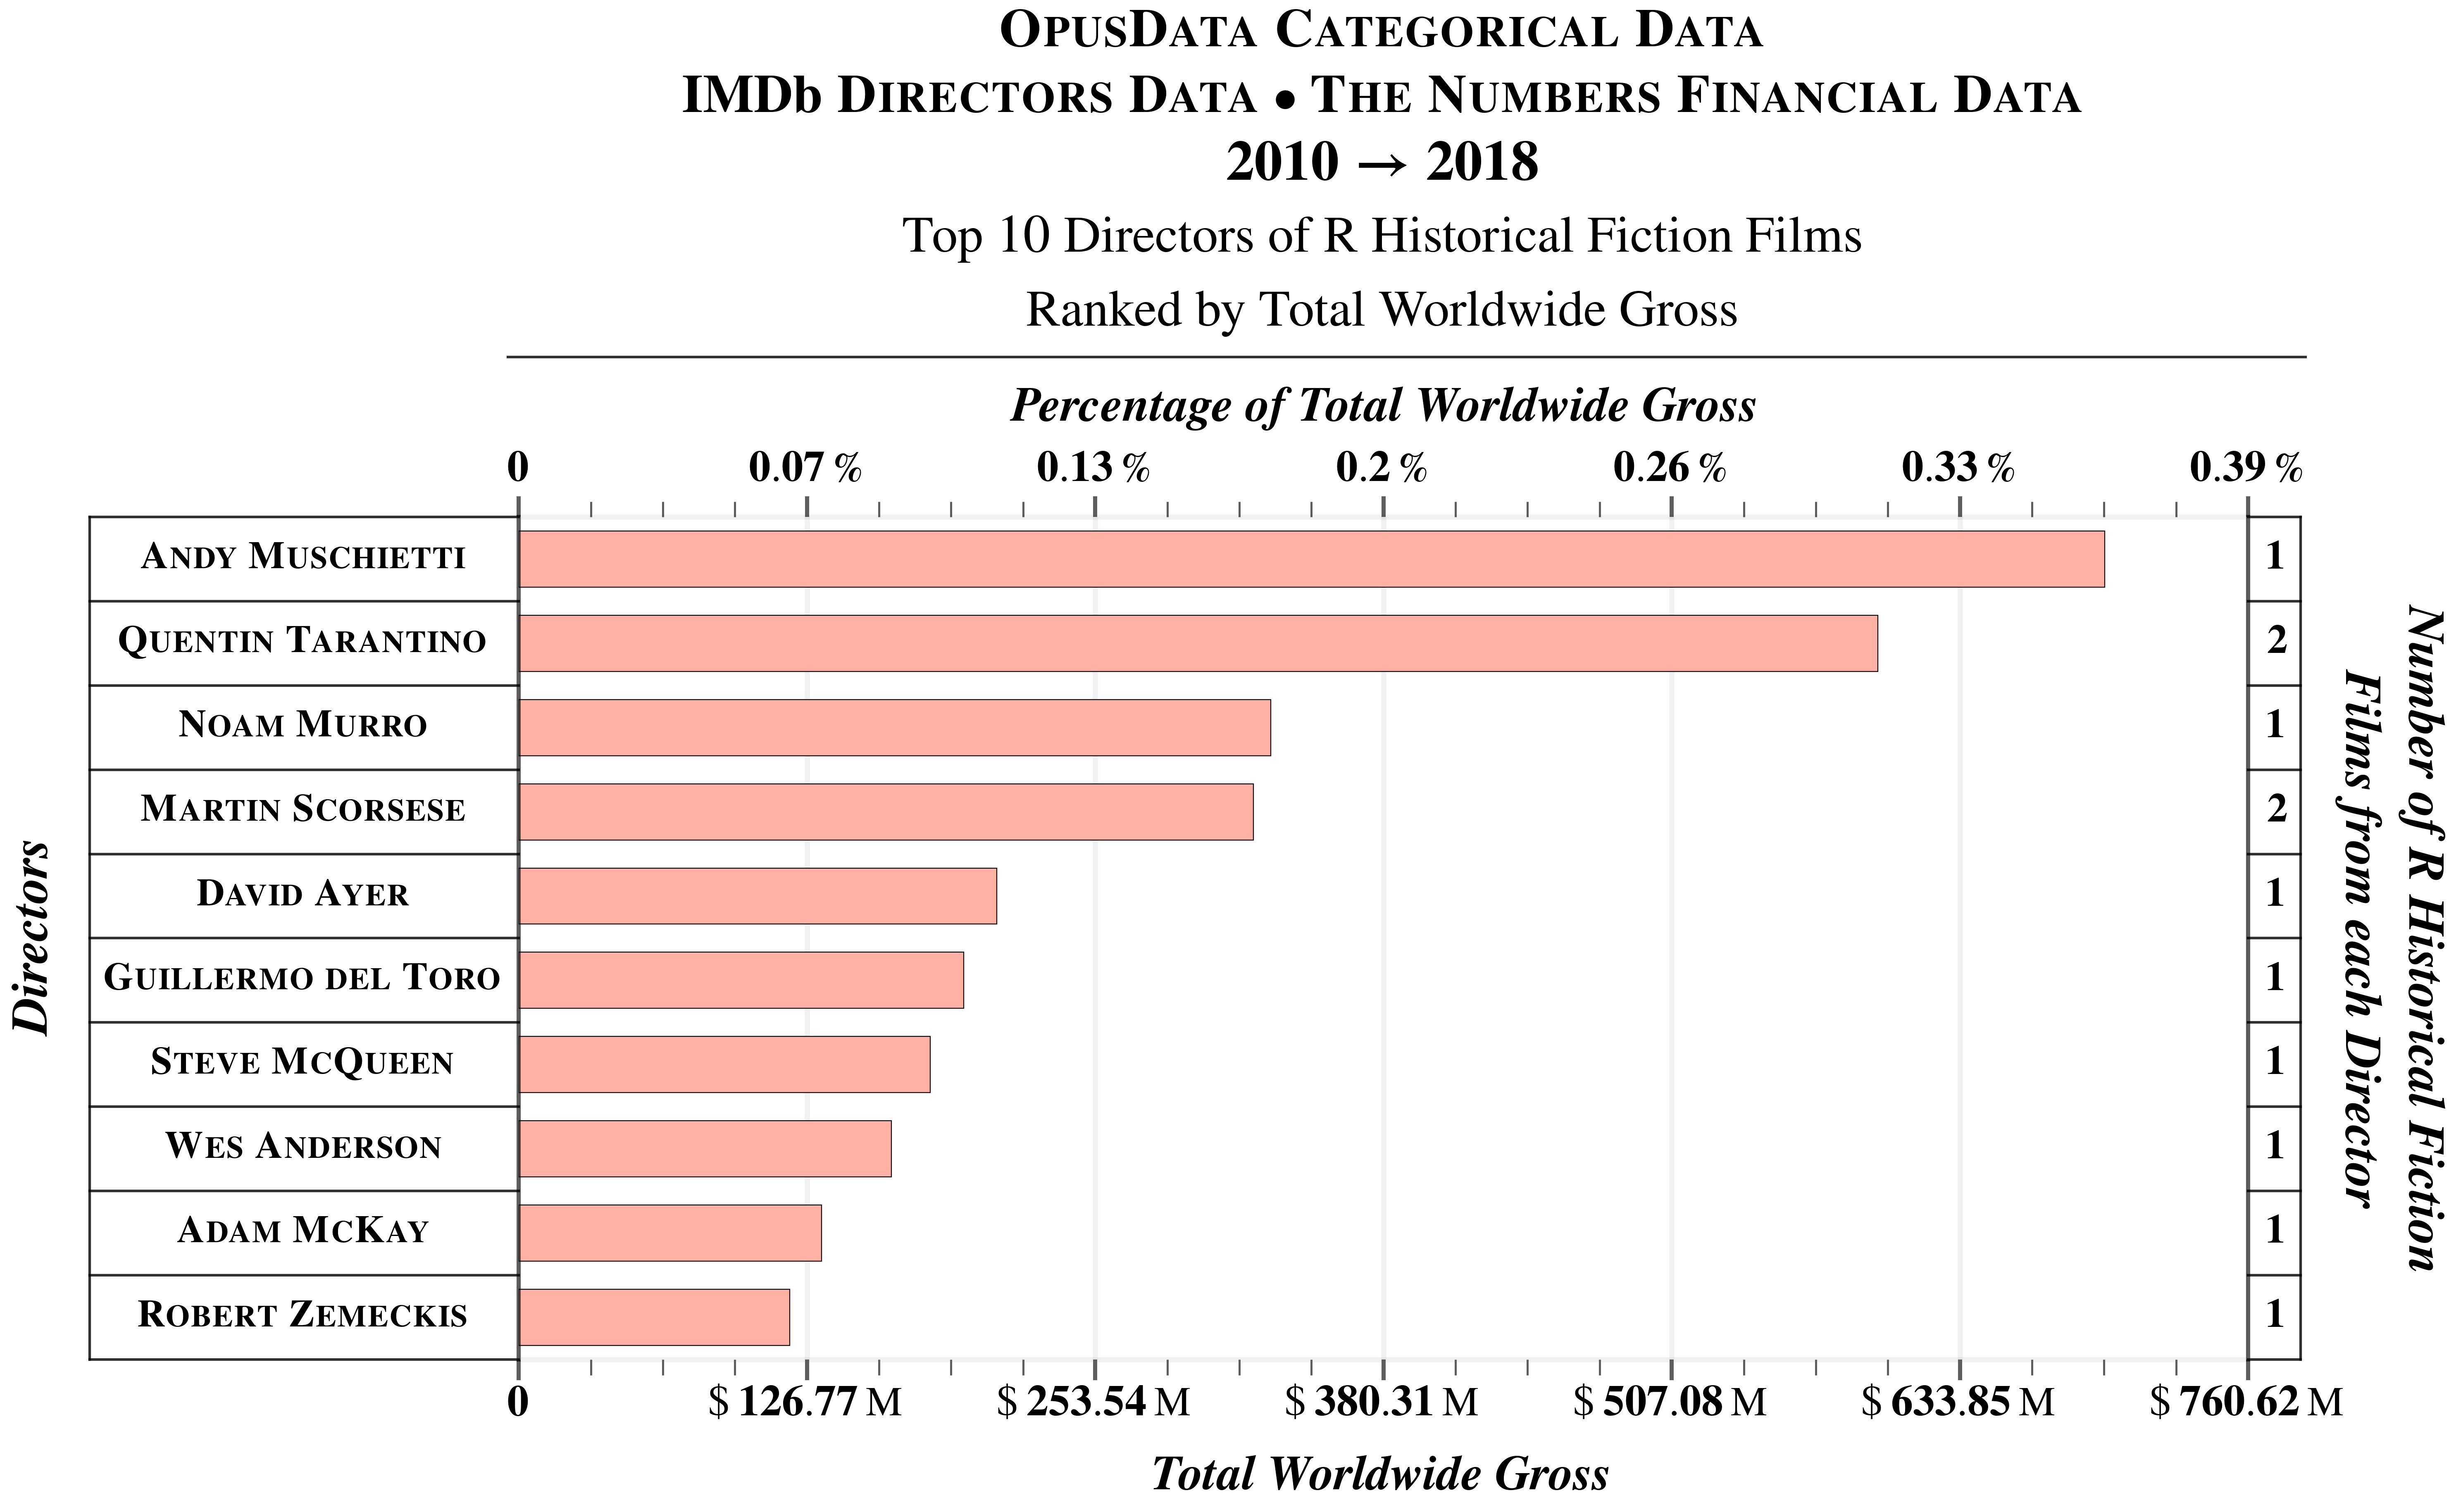 OpusData Categorical Data
IMDb Directors Data • The Numbers Financial Data
2010 → 2018
Top 10 Directors of R Historical Fiction Films
Ranked by Total Worldwide Gross
Percentage of Total Worldwide Gross
0 0.07 % 0.13 % 0.2 % 0.26 % 0.33 % 0.39 %
Directors
Andy Muschietti 1
Quentin Tarantino 2
Noam Murro 1
Martin Scorsese 2
David Ayer 1
Guillermo del Toro 1
Steve McQueen 1
Wes Anderson 1
Adam McKay 1
Robert Zemeckis 1
Number of R Historical Fiction
Films from each Director
0 $ 126.77 M $ 253.54 M $ 380.31 M $ 507.08 M $ 633.85 M $ 760.62 M
Total Worldwide Gross